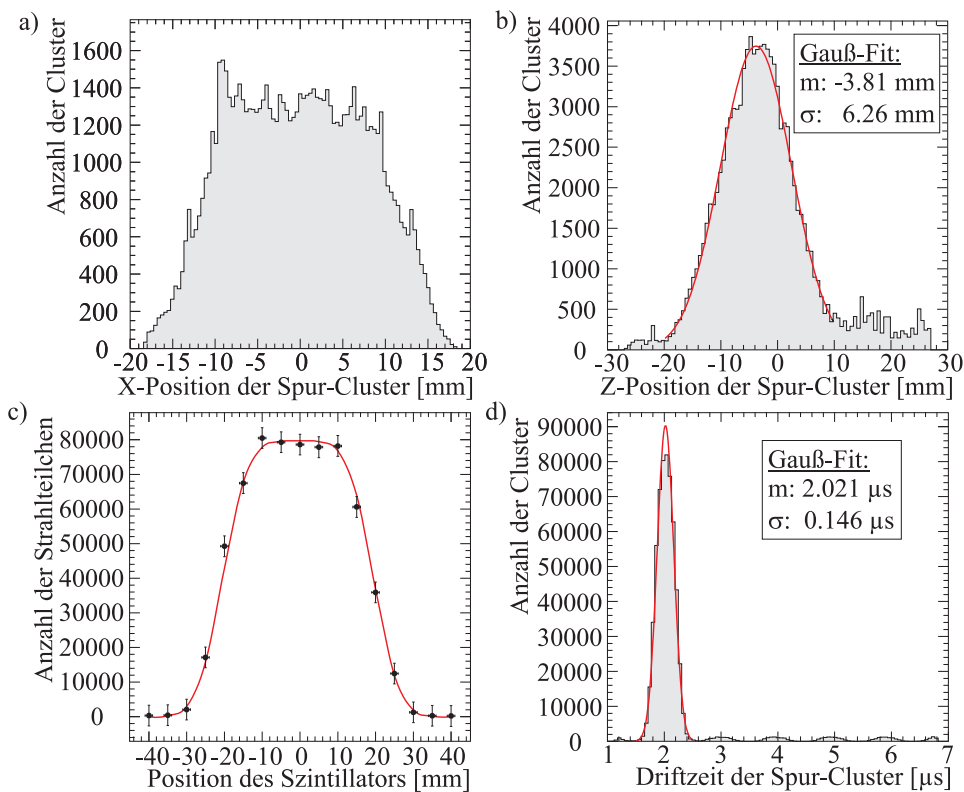 a)
Anzahl der Cluster
1600
1400
1200
1000
800
600
400
200
0
-20 -15 -10 -5 0 5 10 15 20
X-Position der Spur-Cluster [mm]
b)
Anzahl der Cluster
4000
3500
3000
2500
2000
1500
1000
500
0
-30 -20 -10 0 10 20 30
Z-Position der Spur-Cluster [mm]
Gauß-Fit:
m: -3.81 mm
σ: 6.26 mm
c)
Anzahl der Strahlteilchen
80000
70000
60000
50000
40000
30000
20000
10000
0
-40 -30 -20 -10 0 10 20 30 40
Position des Szintillators [mm]
d)
Anzahl der Cluster
90000
80000
70000
60000
50000
40000
30000
20000
10000
0
1 2 3 4 5 6 7
Driftzeit der Spur-Cluster [µs]
Gauß-Fit:
m: 2.021 µs
σ: 0.146 µs